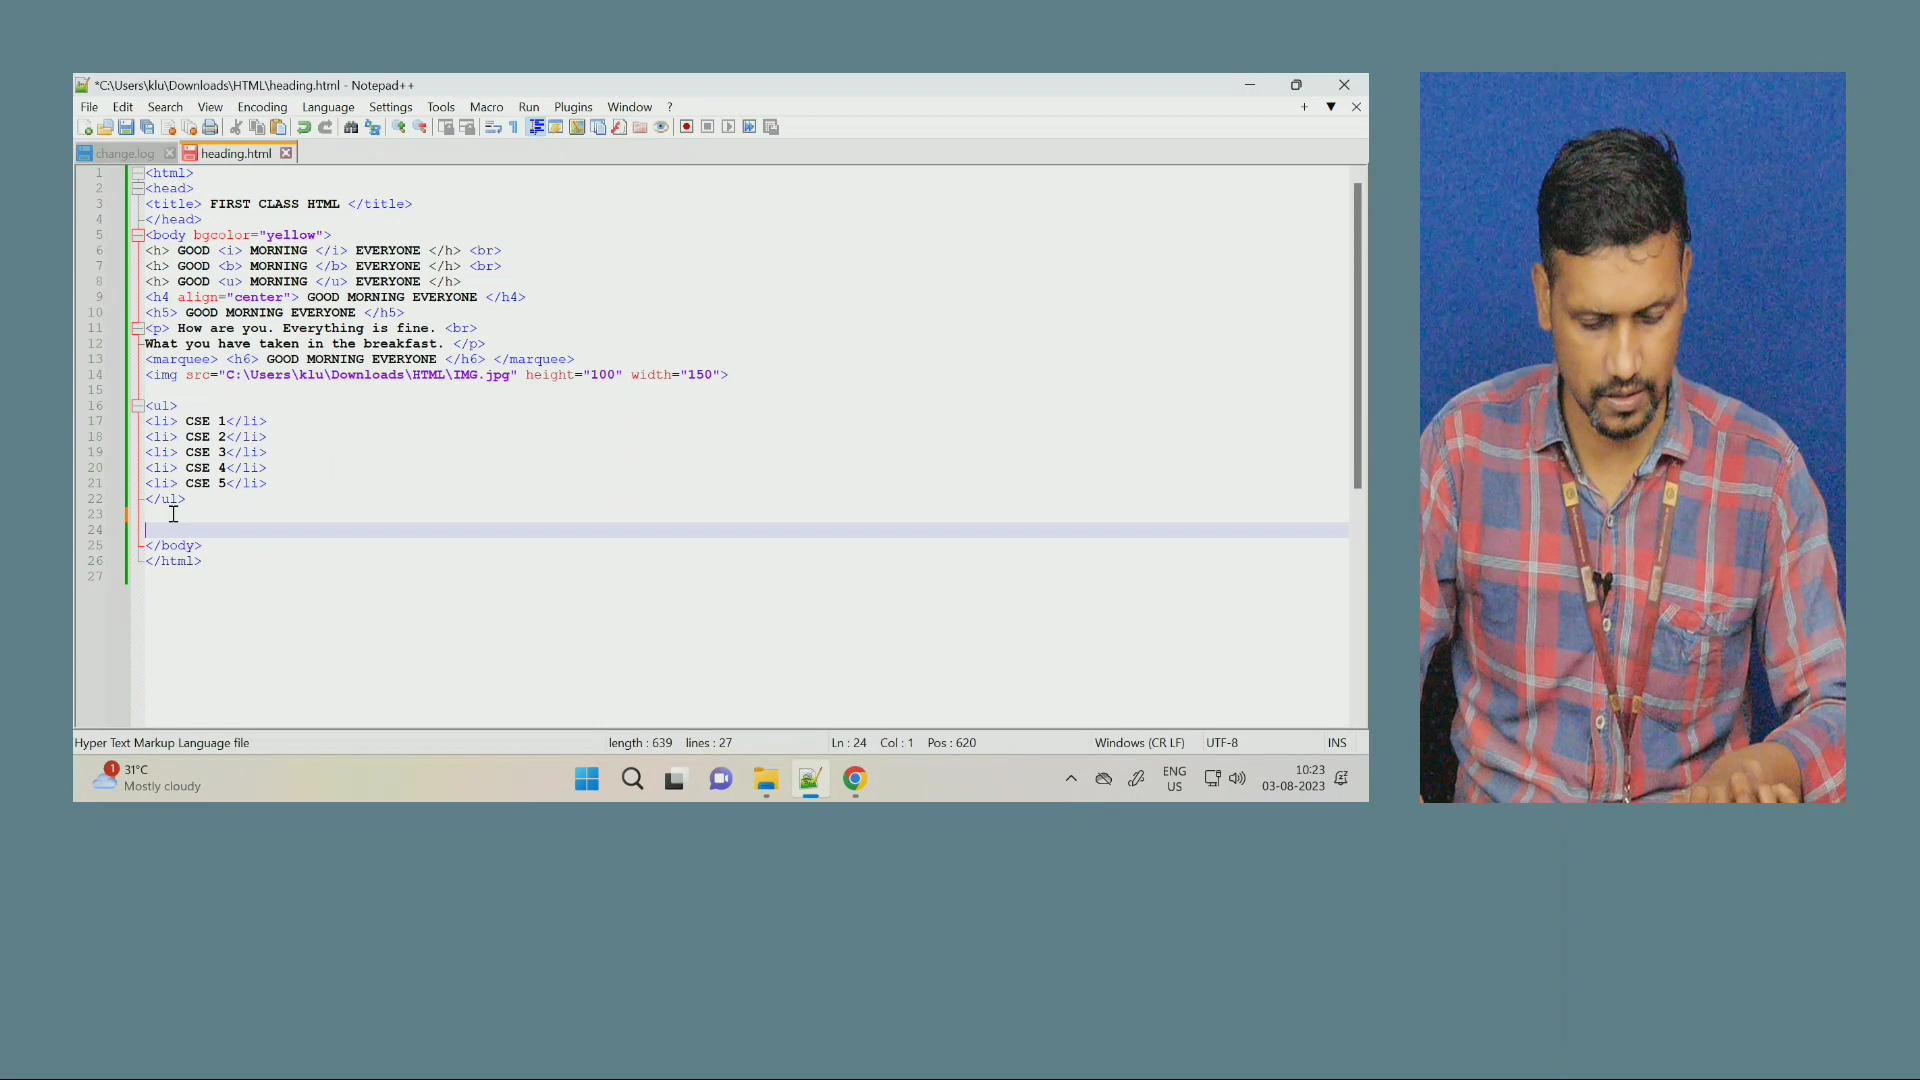 *C:\Users\klu\Downloads\HTML\heading.html - Notepad++
File Edit Search View Encoding Language Settings Tools Macro Run Plugins Window ?
change.log heading.html
1 <html>
2 <head>
3 <title> FIRST CLASS HTML </title>
4 </head>
5 <body bgcolor="yellow">
6 <h> GOOD <i> MORNING </i> EVERYONE </h> <br>
7 <h> GOOD <b> MORNING </b> EVERYONE </h> <br>
8 <h> GOOD <u> MORNING </u> EVERYONE </h>
9 <h4 align="center"> GOOD MORNING EVERYONE </h4>
10 <h5> GOOD MORNING EVERYONE </h5>
11 <p> How are you. Everything is fine. <br>
12 What you have taken in the breakfast. </p>
13 <marquee> <h6> GOOD MORNING EVERYONE </h6> </marquee>
14 <img src="C:\Users\klu\Downloads\HTML\IMG.jpg" height="100" width="150">
15
16 <ul>
17 <li> CSE 1</li>
18 <li> CSE 2</li>
19 <li> CSE 3</li>
20 <li> CSE 4</li>
21 <li> CSE 5</li>
22 </ul>
23
24
25 </body>
26 </html>
27
Hyper Text Markup Language file length : 639 lines : 27 Ln : 24 Col : 1 Pos : 620 Windows (CR LF) UTF-8 INS
1 31°C
Mostly cloudy
ENG
US
10:23
03-08-2023